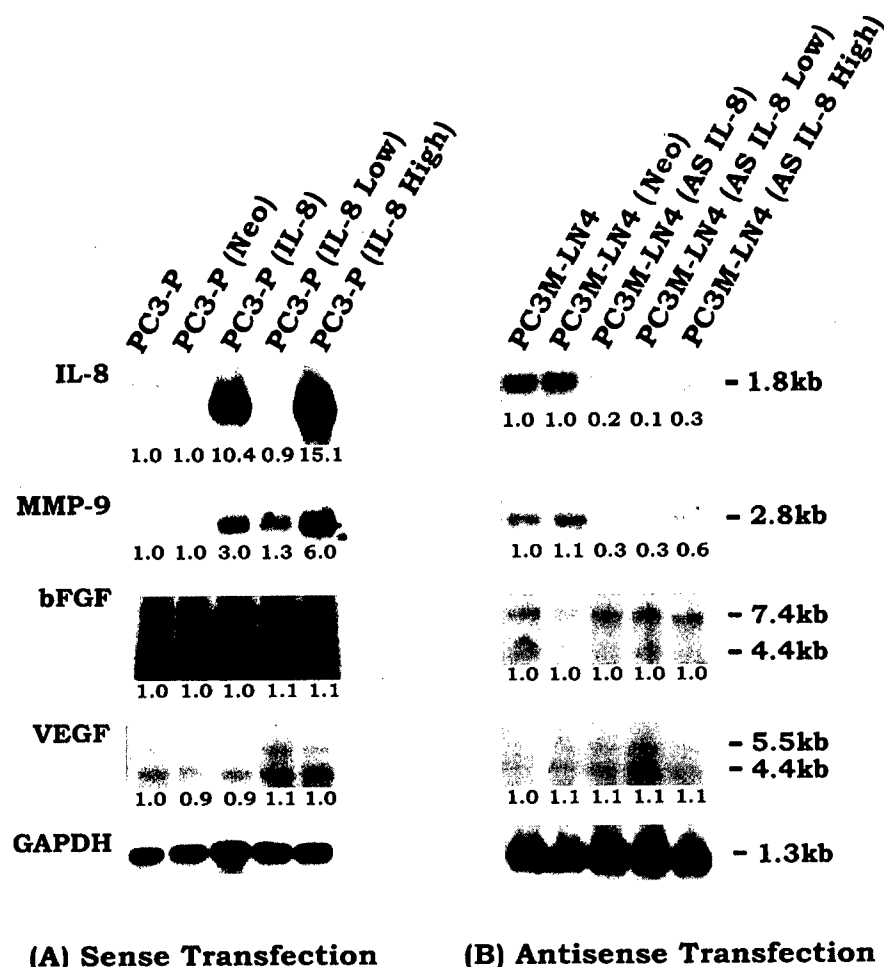 PC3-P
PC3-P (Neo)
PC3-P (IL-8)
PC3-P (IL-8 Low)
PC3-P (IL-8 High)
PC3M-LN4
PC3M-LN4 (Neo)
PC3M-LN4 (AS IL-8)
PC3M-LN4 (AS IL-8 Low)
PC3M-LN4 (AS IL-8 High)
IL-8
- 1.8kb
1.0 1.0 10.4 0.9 15.1
1.0 1.0 0.2 0.1 0.3
MMP-9
- 2.8kb
1.0 1.0 3.0 1.3 6.0
1.0 1.1 0.3 0.3 0.6
bFGF
- 7.4kb
- 4.4kb
1.0 1.0 1.0 1.1 1.1
1.0 1.0 1.0 1.0 1.0
VEGF
- 5.5kb
- 4.4kb
1.0 0.9 0.9 1.1 1.0
1.0 1.1 1.1 1.1 1.1
GAPDH
- 1.3kb
(A) Sense Transfection
(B) Antisense Transfection